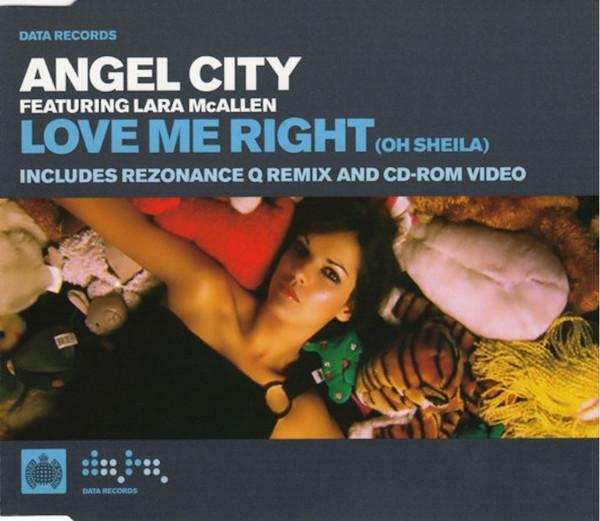 DATA RECORDS
ANGEL CITY
FEATURING LARA McALLEN
LOVE ME RIGHT (OH SHEILA)
INCLUDES REZONANCE Q REMIX AND CD-ROM VIDEO
data
DATA RECORDS